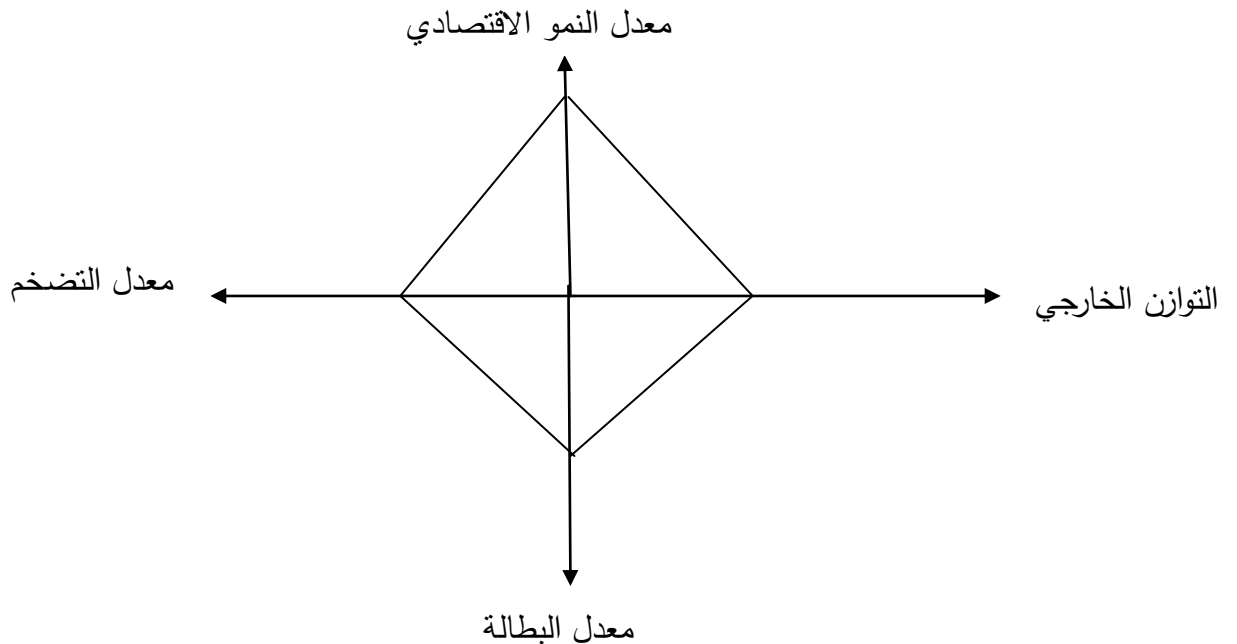 معدل النمو الاقتصادي
التوازن الخارجي
معدل التضخم
معدل البطالة